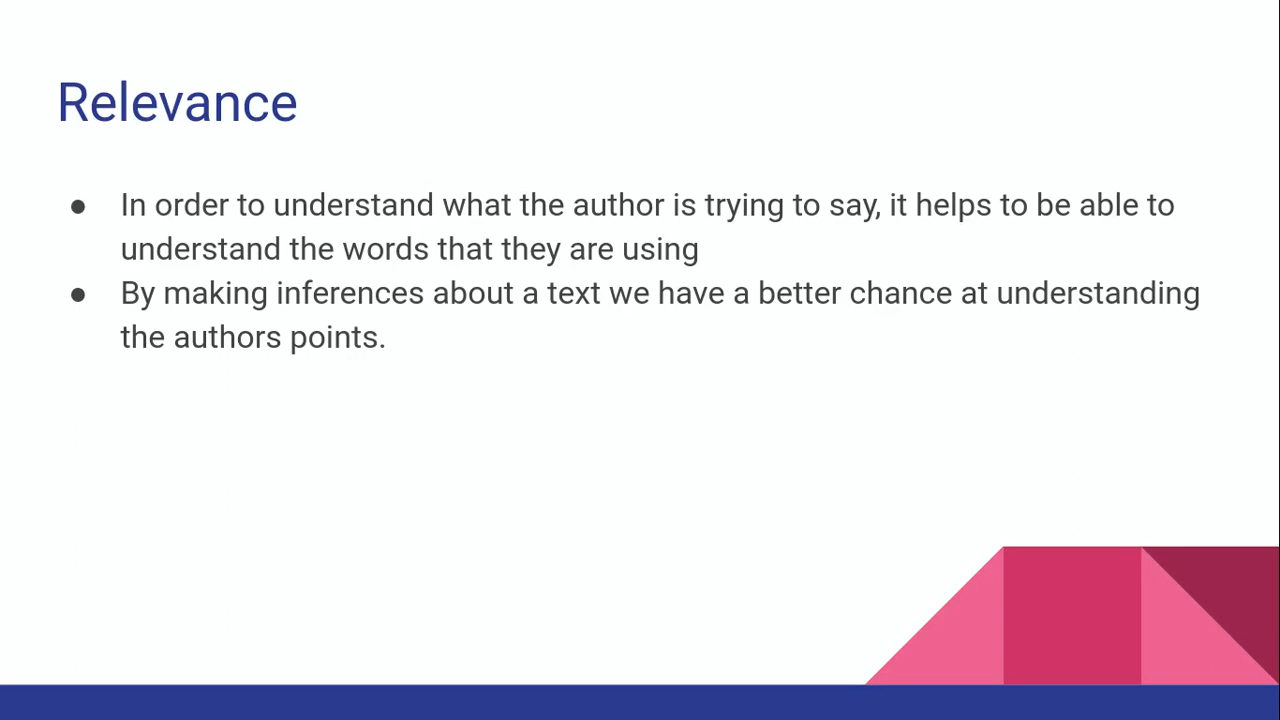 Relevance
● In order to understand what the author is trying to say, it helps to be able to
understand the words that they are using
● By making inferences about a text we have a better chance at understanding
the authors points.